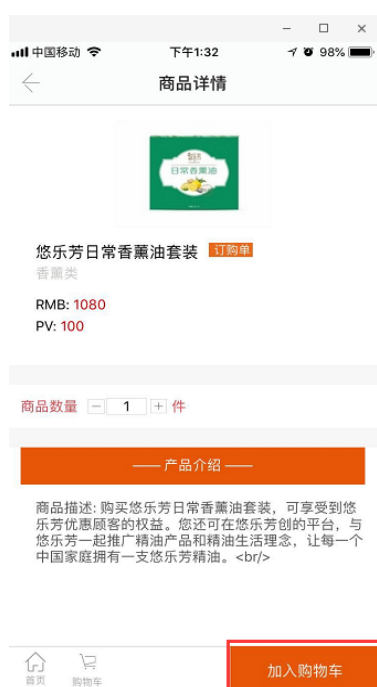 中国移动 下午1:32 98%
商品详情
日常香薰油
悠乐芳日常香薰油套装 订购单
香薰类
RMB: 1080
PV: 100
商品数量 － 1 + 件
—— 产品介绍 ——
商品描述: 购买悠乐芳日常香薰油套装，可享受到悠
乐芳优惠顾客的权益。您还可在悠乐芳创的平台，与
悠乐芳一起推广精油产品和精油生活理念，让每一个
中国家庭拥有一支悠乐芳精油。<br/>
首页 购物车 加入购物车